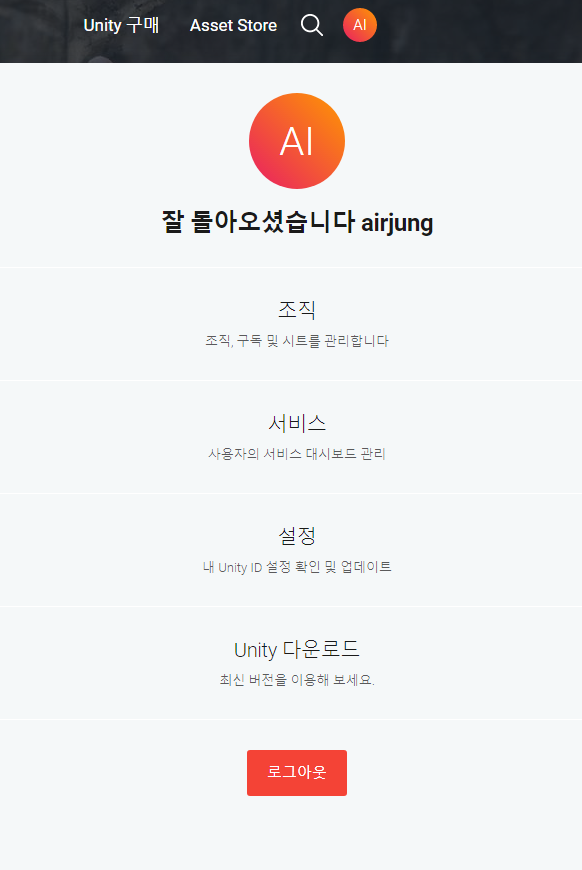 Unity 구매 Asset Store AI
AI
잘 돌아오셨습니다 airjung
조직
조직, 구독 및 시트를 관리합니다
서비스
사용자의 서비스 대시보드 관리
설정
내 Unity ID 설정 확인 및 업데이트
Unity 다운로드
최신 버전을 이용해 보세요.
로그아웃